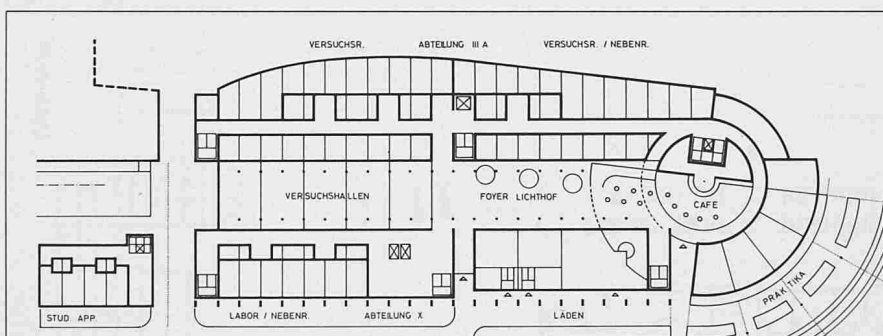 VERSUCHSR. ABTEILUNG III A VERSUCHSR. / NEBENR.
VERSUCHSHALLEN FOYER LICHTHOF CAFE
PRAKTIKA
STUD. APP. LABOR / NEBENR. ABTEILUNG X LÄDEN